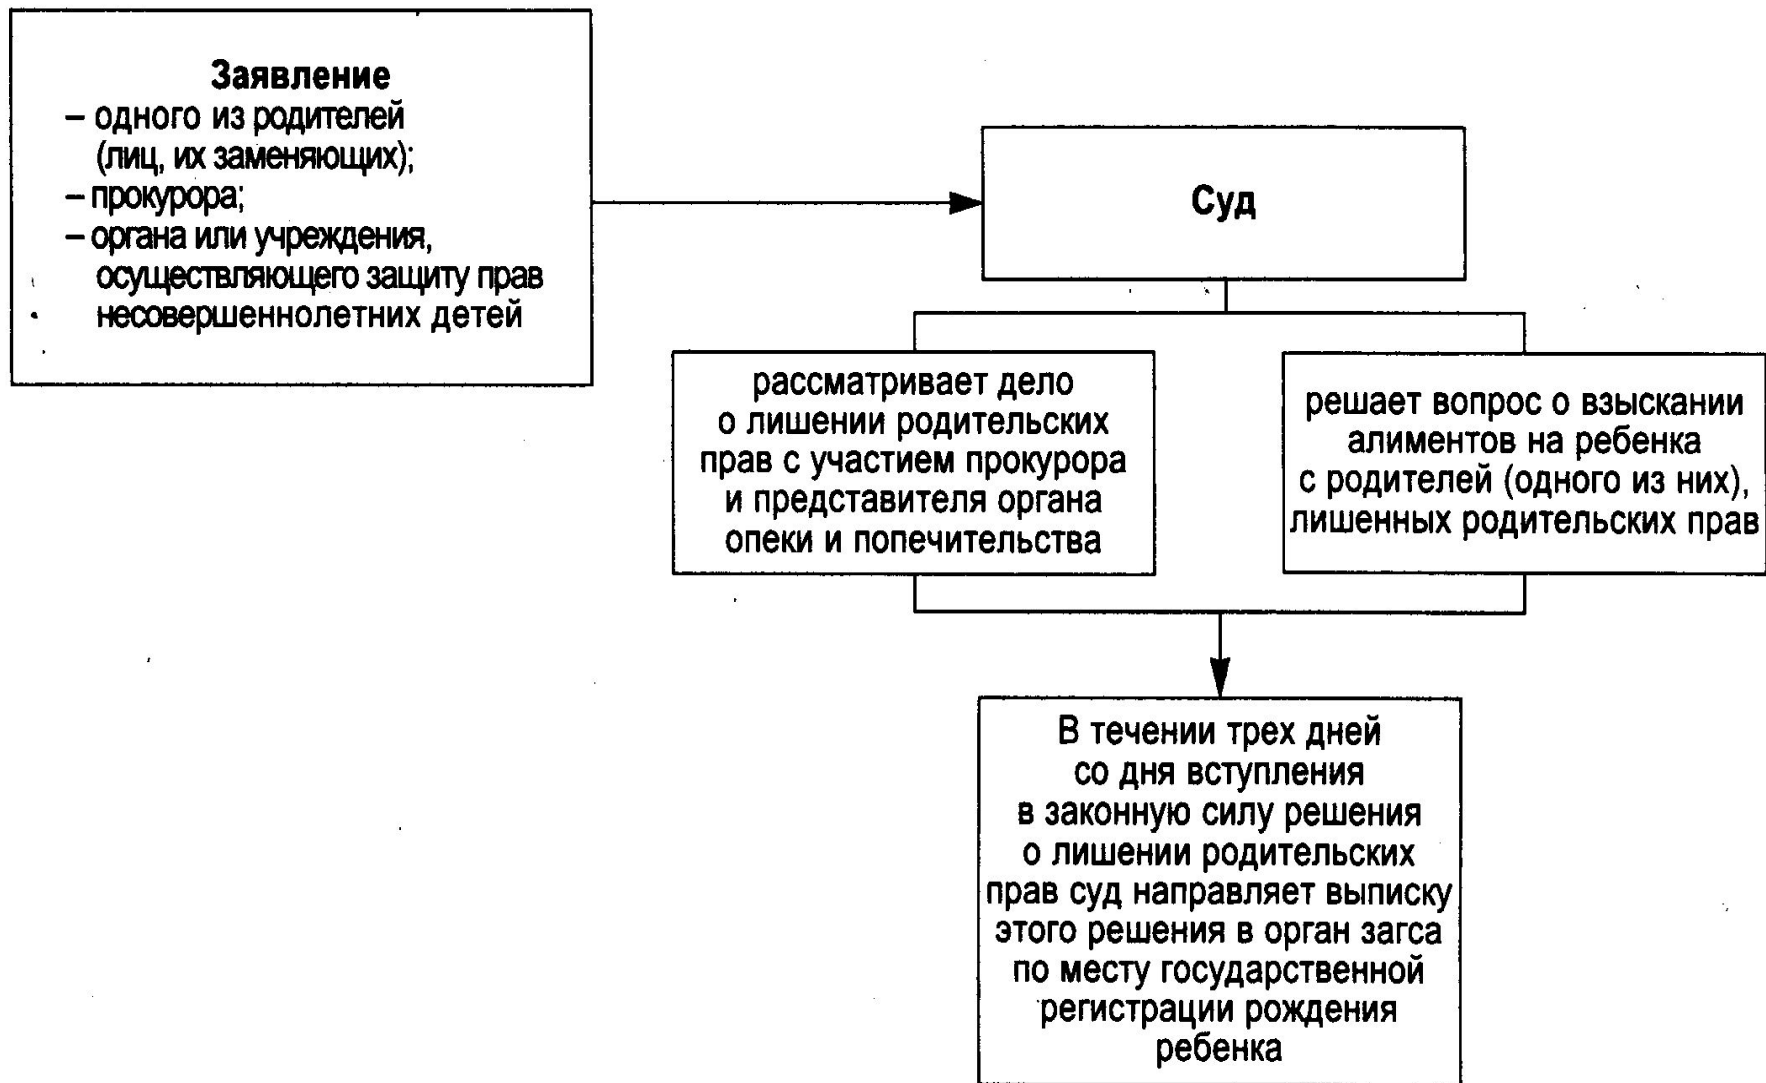 Заявление
– одного из родителей
(лиц, их заменяющих);
– прокурора;
– органа или учреждения,
осуществляющего защиту прав
несовершеннолетних детей
Суд
рассматривает дело
о лишении родительских
прав с участием прокурора
и представителя органа
опеки и попечительства
решает вопрос о взыскании
алиментов на ребенка
с родителей (одного из них),
лишенных родительских прав
В течении трех дней
со дня вступления
в законную силу решения
о лишении родительских
прав суд направляет выписку
этого решения в орган загса
по месту государственной
регистрации рождения
ребенка